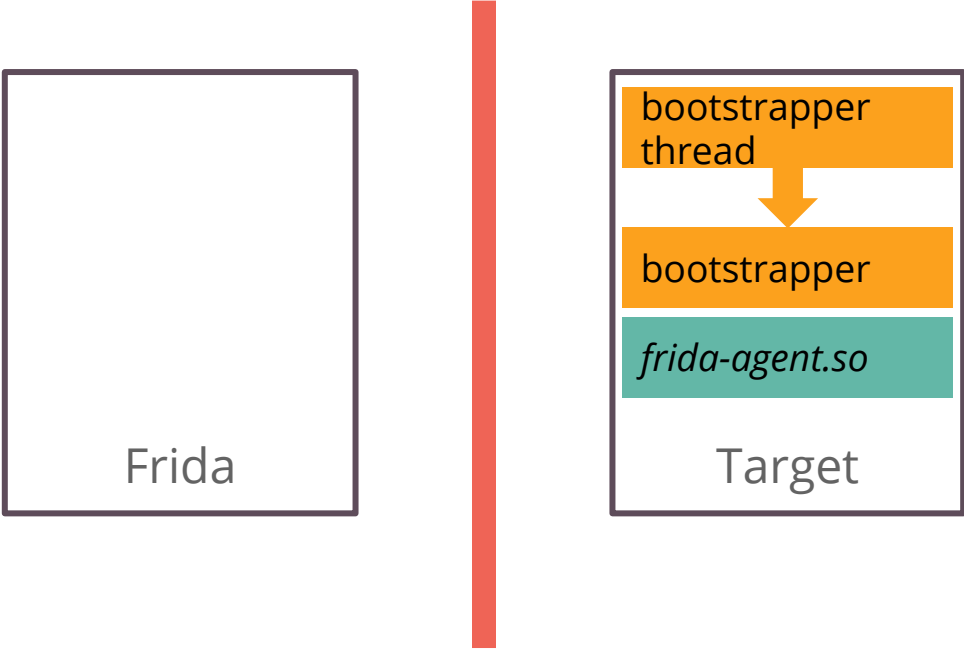 bootstrapper
thread
bootstrapper
frida-agent.so
Frida
Target